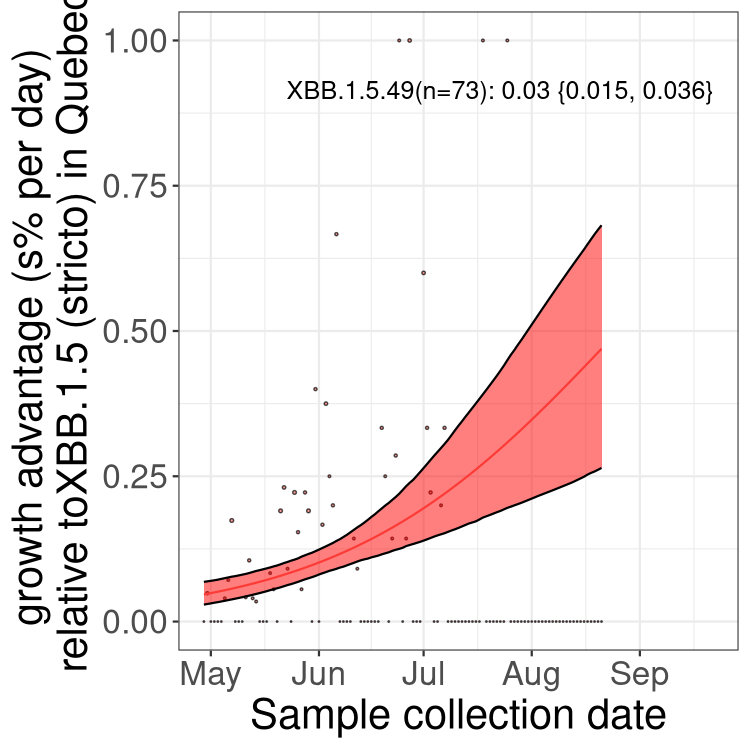 growth advantage (s% per day)
relative toXBB.1.5 (stricto) in Quebec
1.00
0.75
0.50
0.25
0.00
XBB.1.5.49(n=73): 0.03 {0.015, 0.036}
May Jun Jul Aug Sep
Sample collection date